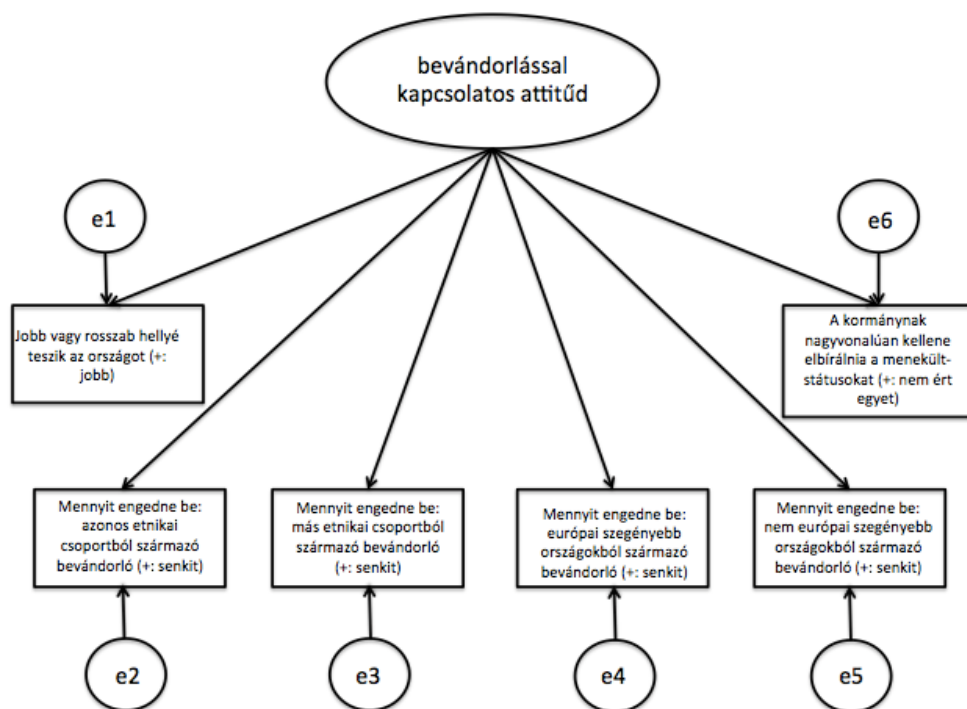 bevándorlással
kapcsolatos attitűd
e1
e6
Jobb vagy rosszab hellyé
teszik az országot (+:
jobb)
A kormánynak
nagyvonalúan kellene
elbírálnia a menekült-
státusokat (+: nem ért
egyet)
Mennyit engedne be:
azonos etnikai
csoportból származó
bevándorló (+: senkit)
Mennyit engedne be:
más etnikai csoportból
származó bevándorló
(+: senkit)
Mennyit engedne be:
európai szegényebb
országokból származó
bevándorló (+: senkit)
Mennyit engedne be:
nem európai szegényebb
országokból származó
bevándorló (+: senkit)
e2
e3
e4
e5